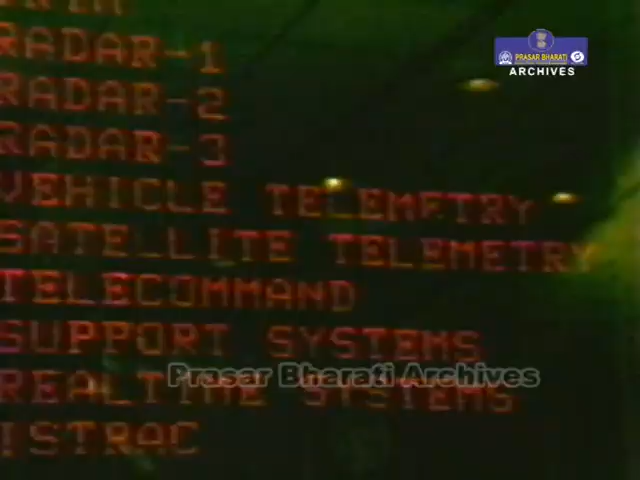 RADAR-1
RADAR-2
RADAR-3
VEHICLE TELEMETRY
SATELLITE TELEMETRY
TELECOMMAND
SUPPORT SYSTEMS
REALTIME SYSTEMS
ISTRAC
PRASAR BHARATI
ARCHIVES
Prasar Bharati Archives